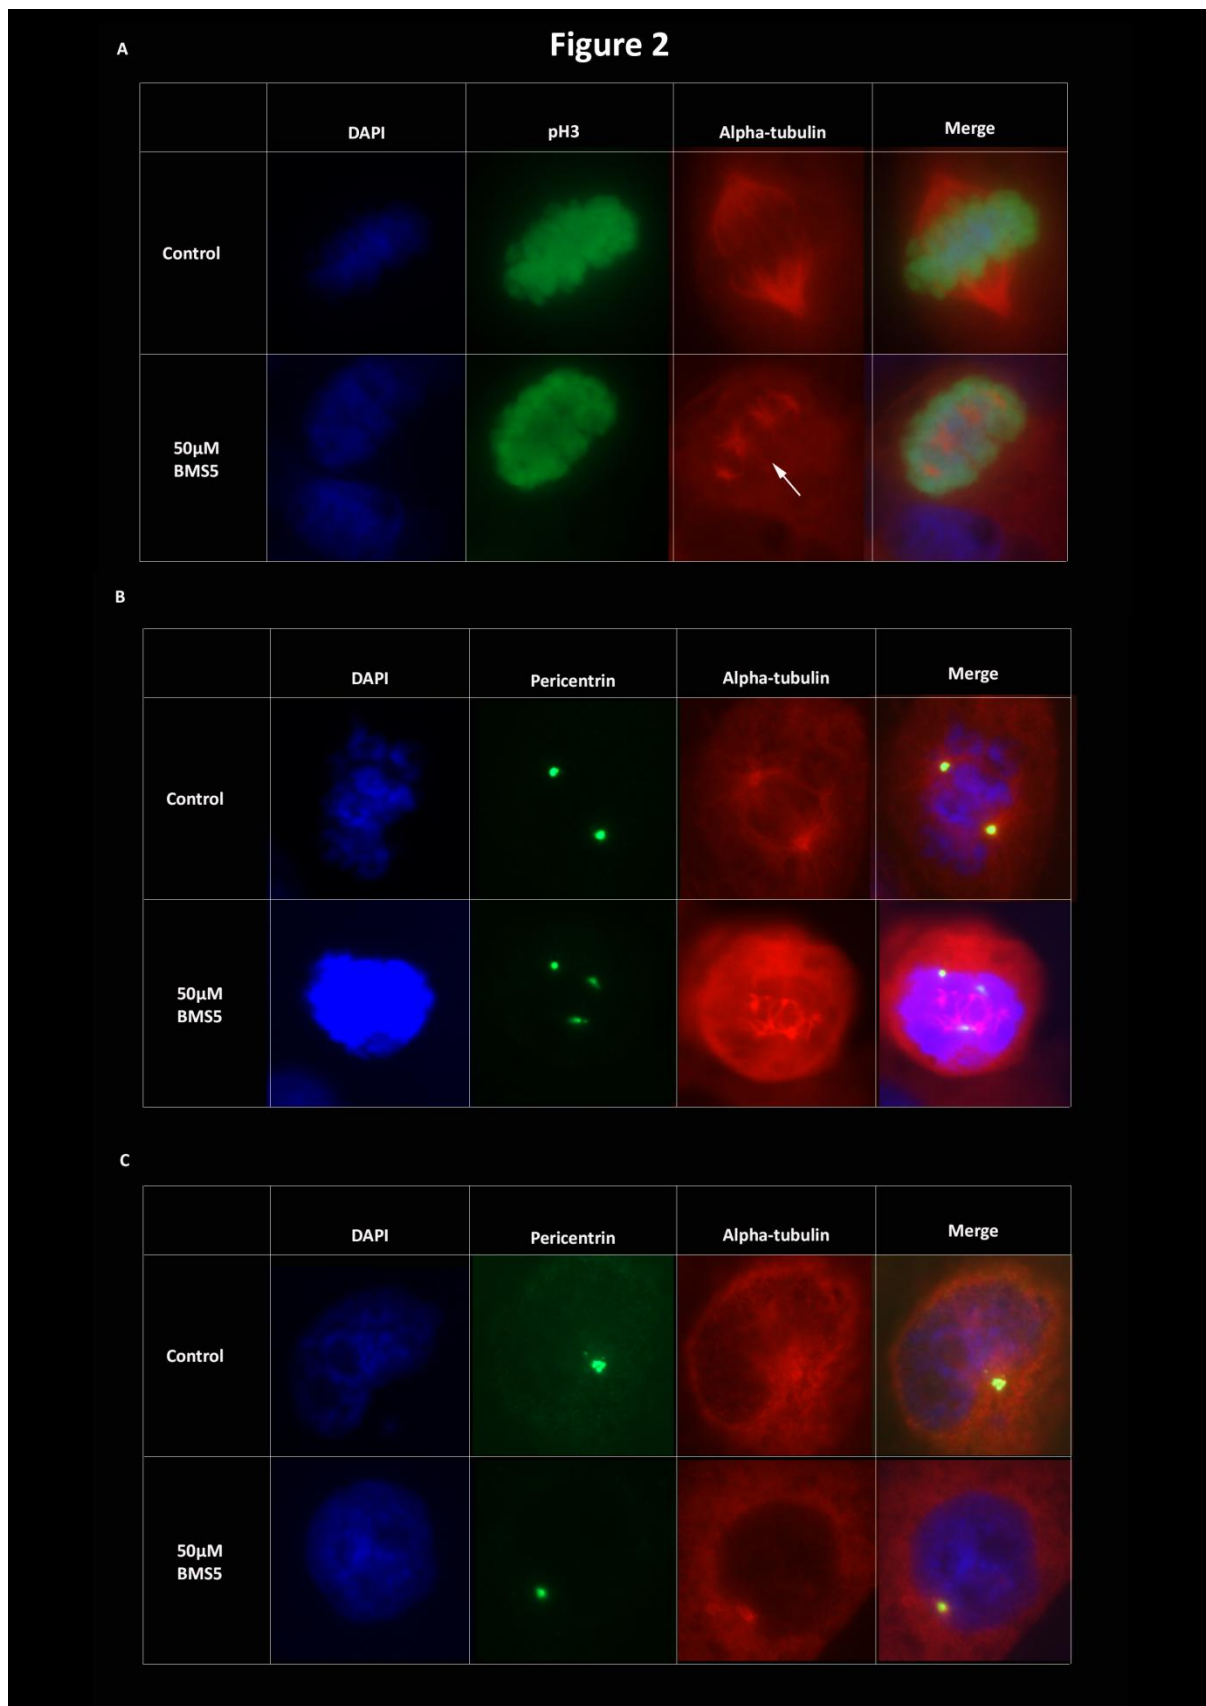 Figure 2
A
DAPI pH3 Alpha-tubulin Merge
Control
50µM
BMS5
B
DAPI Pericentrin Alpha-tubulin Merge
Control
50µM
BMS5
C
DAPI Pericentrin Alpha-tubulin Merge
Control
50µM
BMS5